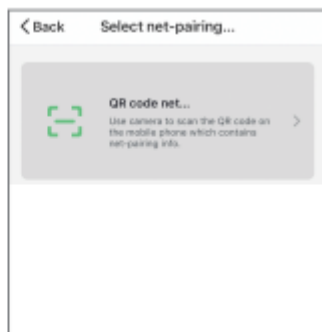 Back Select net-pairing...
QR code net...
Use camera to scan the QR code on
the mobile phone which contains
net-pairing info.